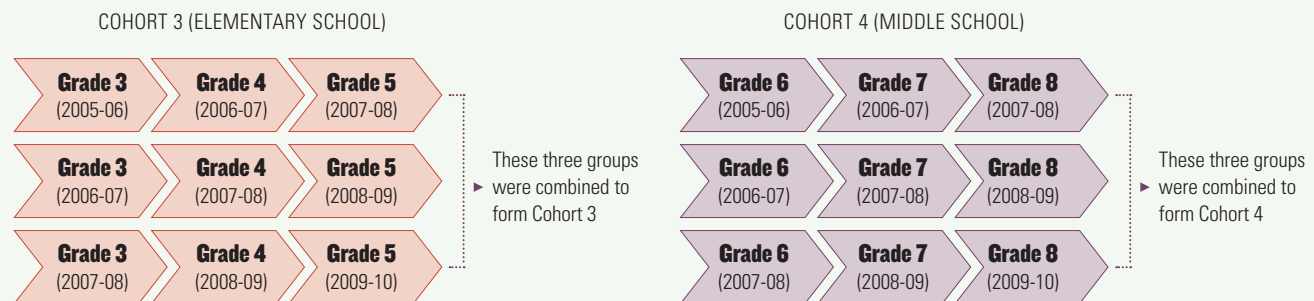 COHORT 3 (ELEMENTARY SCHOOL)
Grade 3
(2005-06)
Grade 4
(2006-07)
Grade 5
(2007-08)
Grade 3
(2006-07)
Grade 4
(2007-08)
Grade 5
(2008-09)
Grade 3
(2007-08)
Grade 4
(2008-09)
Grade 5
(2009-10)
These three groups
were combined to
form Cohort 3
COHORT 4 (MIDDLE SCHOOL)
Grade 6
(2005-06)
Grade 7
(2006-07)
Grade 8
(2007-08)
Grade 6
(2006-07)
Grade 7
(2007-08)
Grade 8
(2008-09)
Grade 6
(2007-08)
Grade 7
(2008-09)
Grade 8
(2009-10)
These three groups
were combined to
form Cohort 4